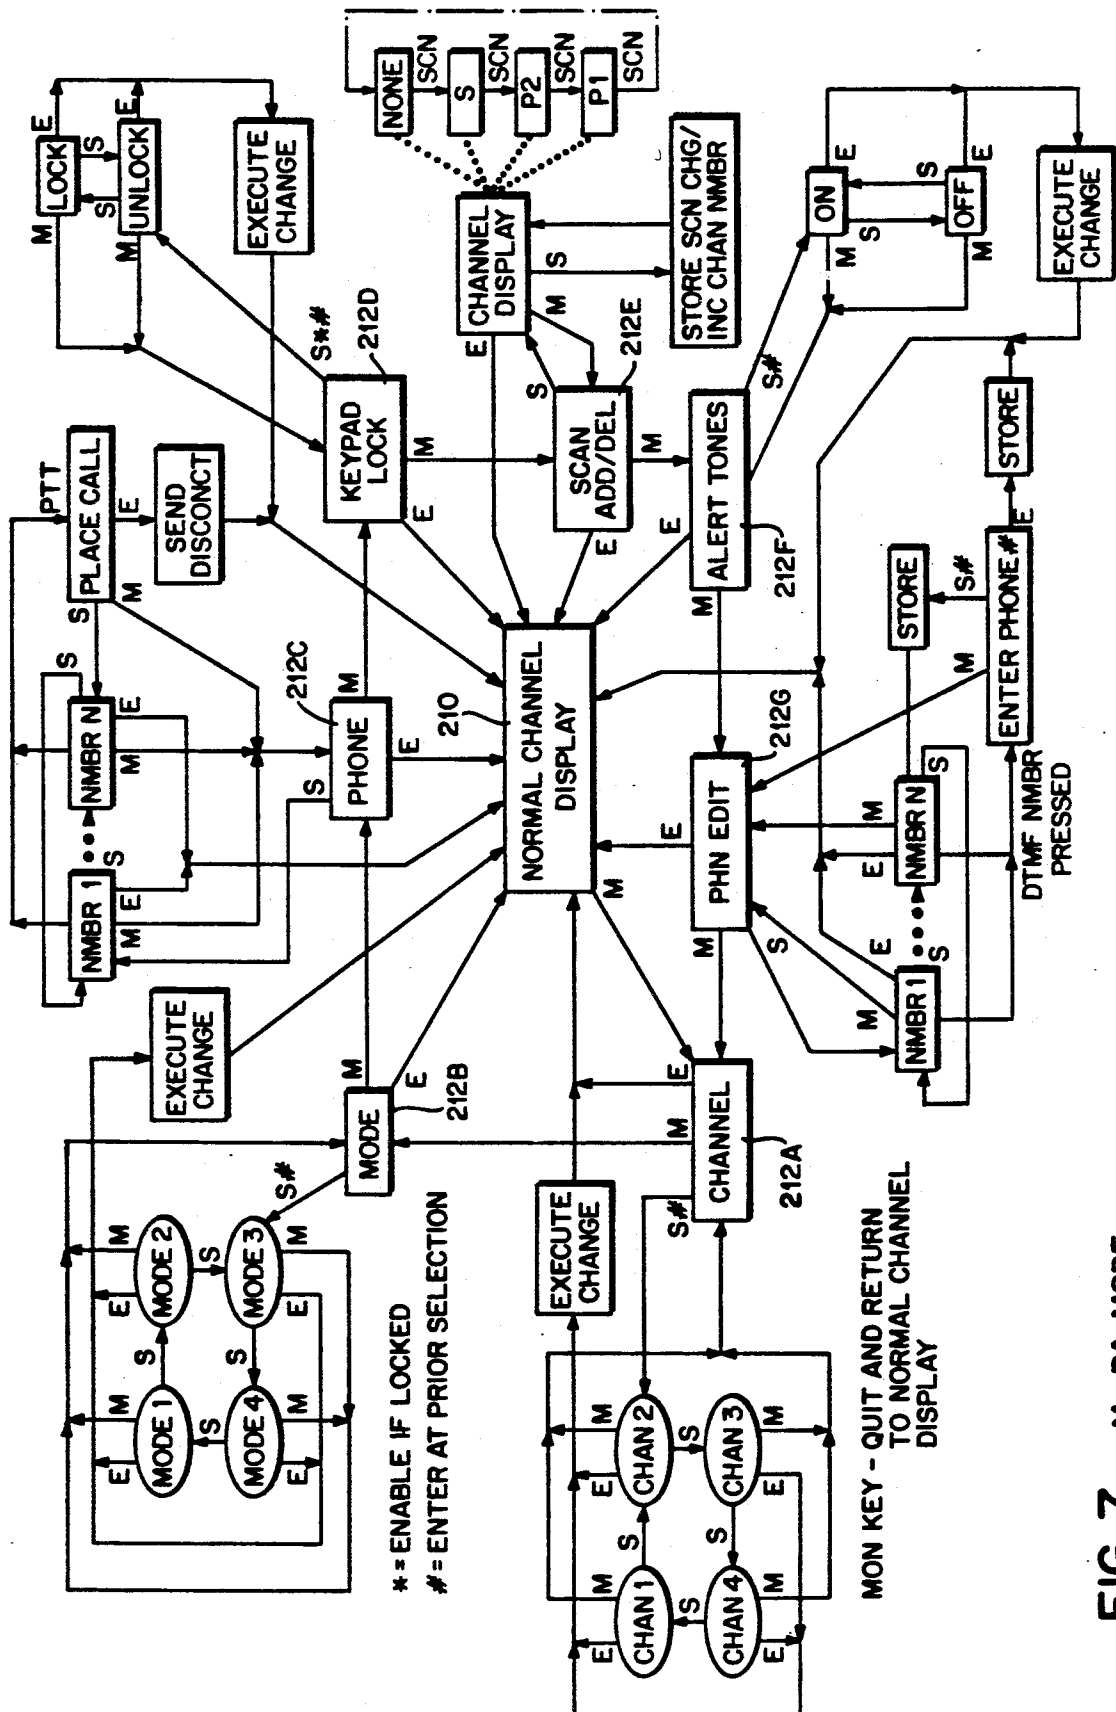 LOCK
M
E
S
S
UNLOCK
M
E
EXECUTE
CHANGE
PTT
PLACE CALL
S
M
E
SEND
DISCONCT
NMBR 1
S
E
M
NMBR N
S
E
M
EXECUTE
CHANGE
MODE 1
E
M
S
MODE 2
E
M
S
MODE 3
E
M
S
MODE 4
E
M
S
S#
MODE
M
E
212B
PHONE
S
M
E
212C
KEYPAD
LOCK
S*#
M
E
212D
NONE
SCN
S
SCN
P2
SCN
P1
SCN
CHANNEL
DISPLAY
E
S
M
STORE SCN CHG/
INC CHAN NMBR
SCAN
ADD/DEL
S
E
M
212E
* = ENABLE IF LOCKED
# = ENTER AT PRIOR SELECTION
NORMAL CHANNEL
DISPLAY
210
M
EXECUTE
CHANGE
CHAN 1
E
M
S
CHAN 2
E
M
S
CHAN 3
E
M
S
CHAN 4
E
M
S
CHANNEL
S#
M
E
212A
PHN EDIT
M
S
E
212G
ALERT TONES
M
E
S#
212F
ON
M
E
S
S
OFF
M
E
EXECUTE
CHANGE
NMBR 1
M
E
S
NMBR N
E
M
S
STORE
S#
ENTER PHONE #
M
E
STORE
DTMF NMBR
PRESSED
MON KEY - QUIT AND RETURN
TO NORMAL CHANNEL
DISPLAY
FIG. 7